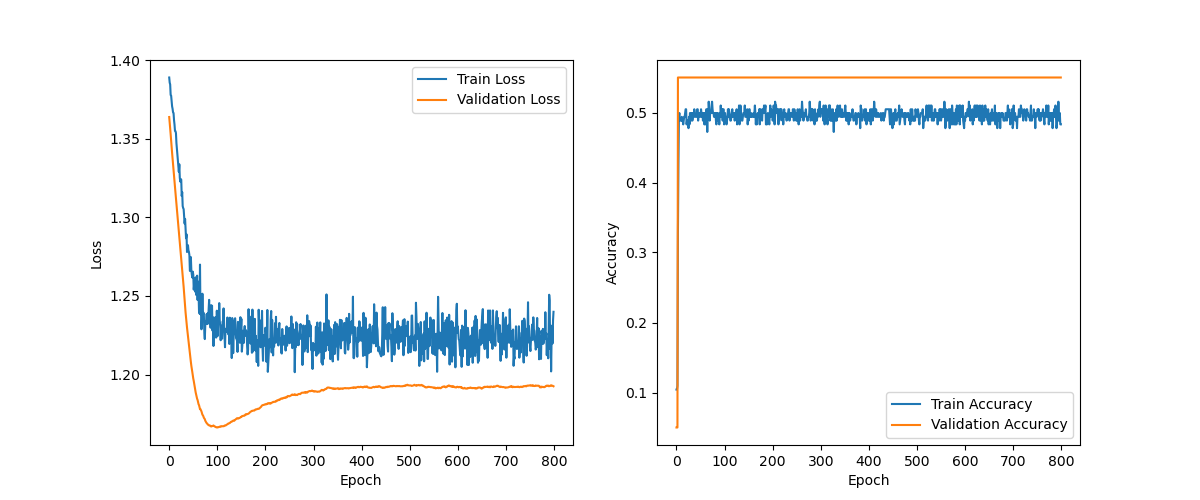 1.40
1.35
1.30
1.25
1.20
Loss
0 100 200 300 400 500 600 700 800
Epoch
Train Loss
Validation Loss
0.5
0.4
0.3
0.2
0.1
Accuracy
0 100 200 300 400 500 600 700 800
Epoch
Train Accuracy
Validation Accuracy